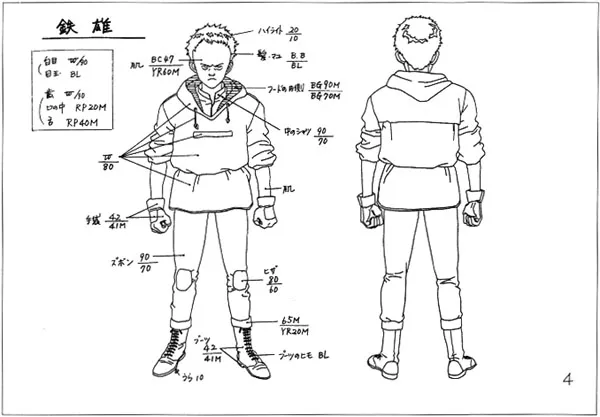 鉄雄
白目 W/10
目玉 BL
歯 W/10
口の中 RP20M
舌 RP40M
ハイライト 20/10
髪・マユ B.B/BL
肌 BC47/YR60M
フードの内側 BG90M/BG70M
中のシャツ 90/70
W/80
肌
手袋 42/41M
ズボン 90/70
ヒザ 80/60
65M/YR20M
ブーツ 42/41M
ブーツのヒモ BL
うら 10
4